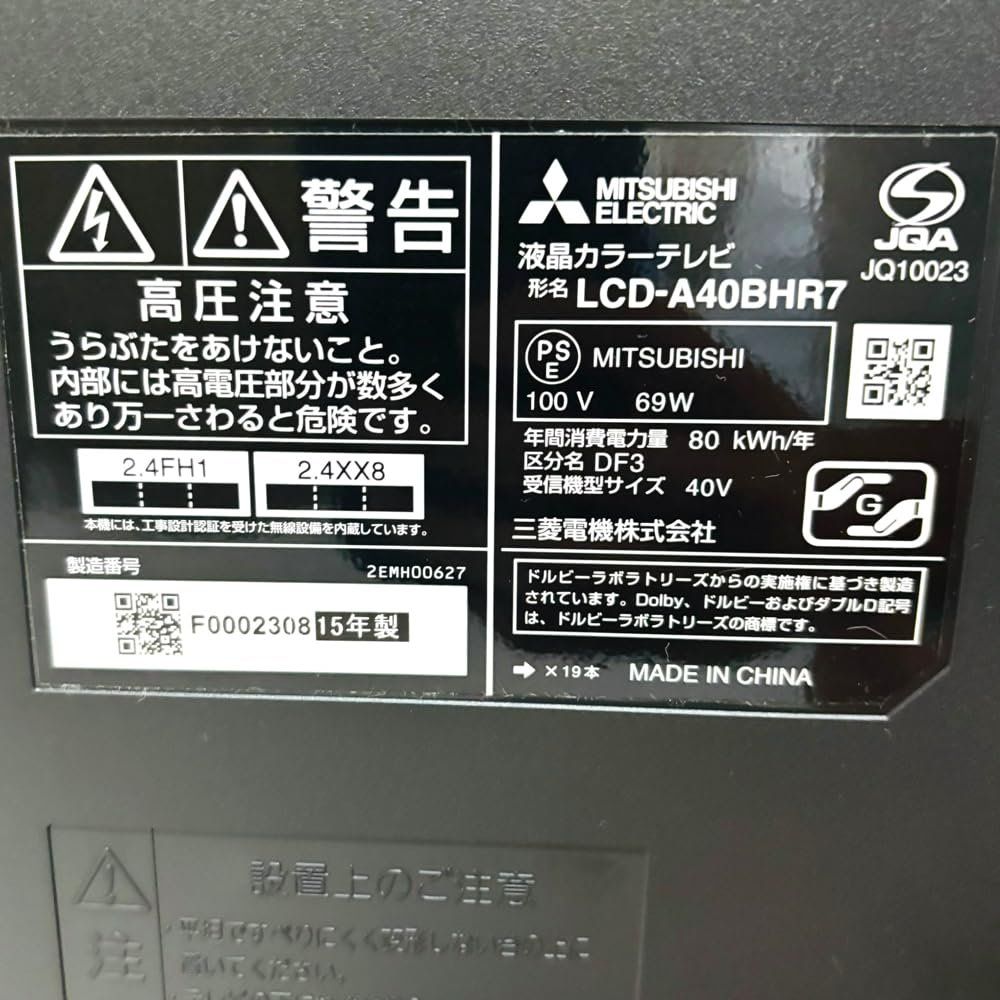 警告
高圧注意
うらぶたをあけないこと。
内部には高電圧部分が数多く
あり万一さわると危険です。
2.4FH1
2.4XX8
本機には、工事設計認証を受けた無線設備を内蔵しています。
製造番号
2EMH00627
F0002308 15年製
MITSUBISHI
ELECTRIC
JQA
JQ10023
液晶カラーテレビ
形名 LCD-A40BHR7
PS
E
MITSUBISHI
100 V 69W
年間消費電力量 80 kWh/年
区分名 DF3
受信機型サイズ 40V
G
三菱電機株式会社
ドルビーラボラトリーズからの実施権に基づき製造
されています。Dolby、ドルビーおよびダブルD記号
は、ドルビーラボラトリーズの商標です。
➡ ×19本 MADE IN CHINA
設置上のご注意
注
置いてください。